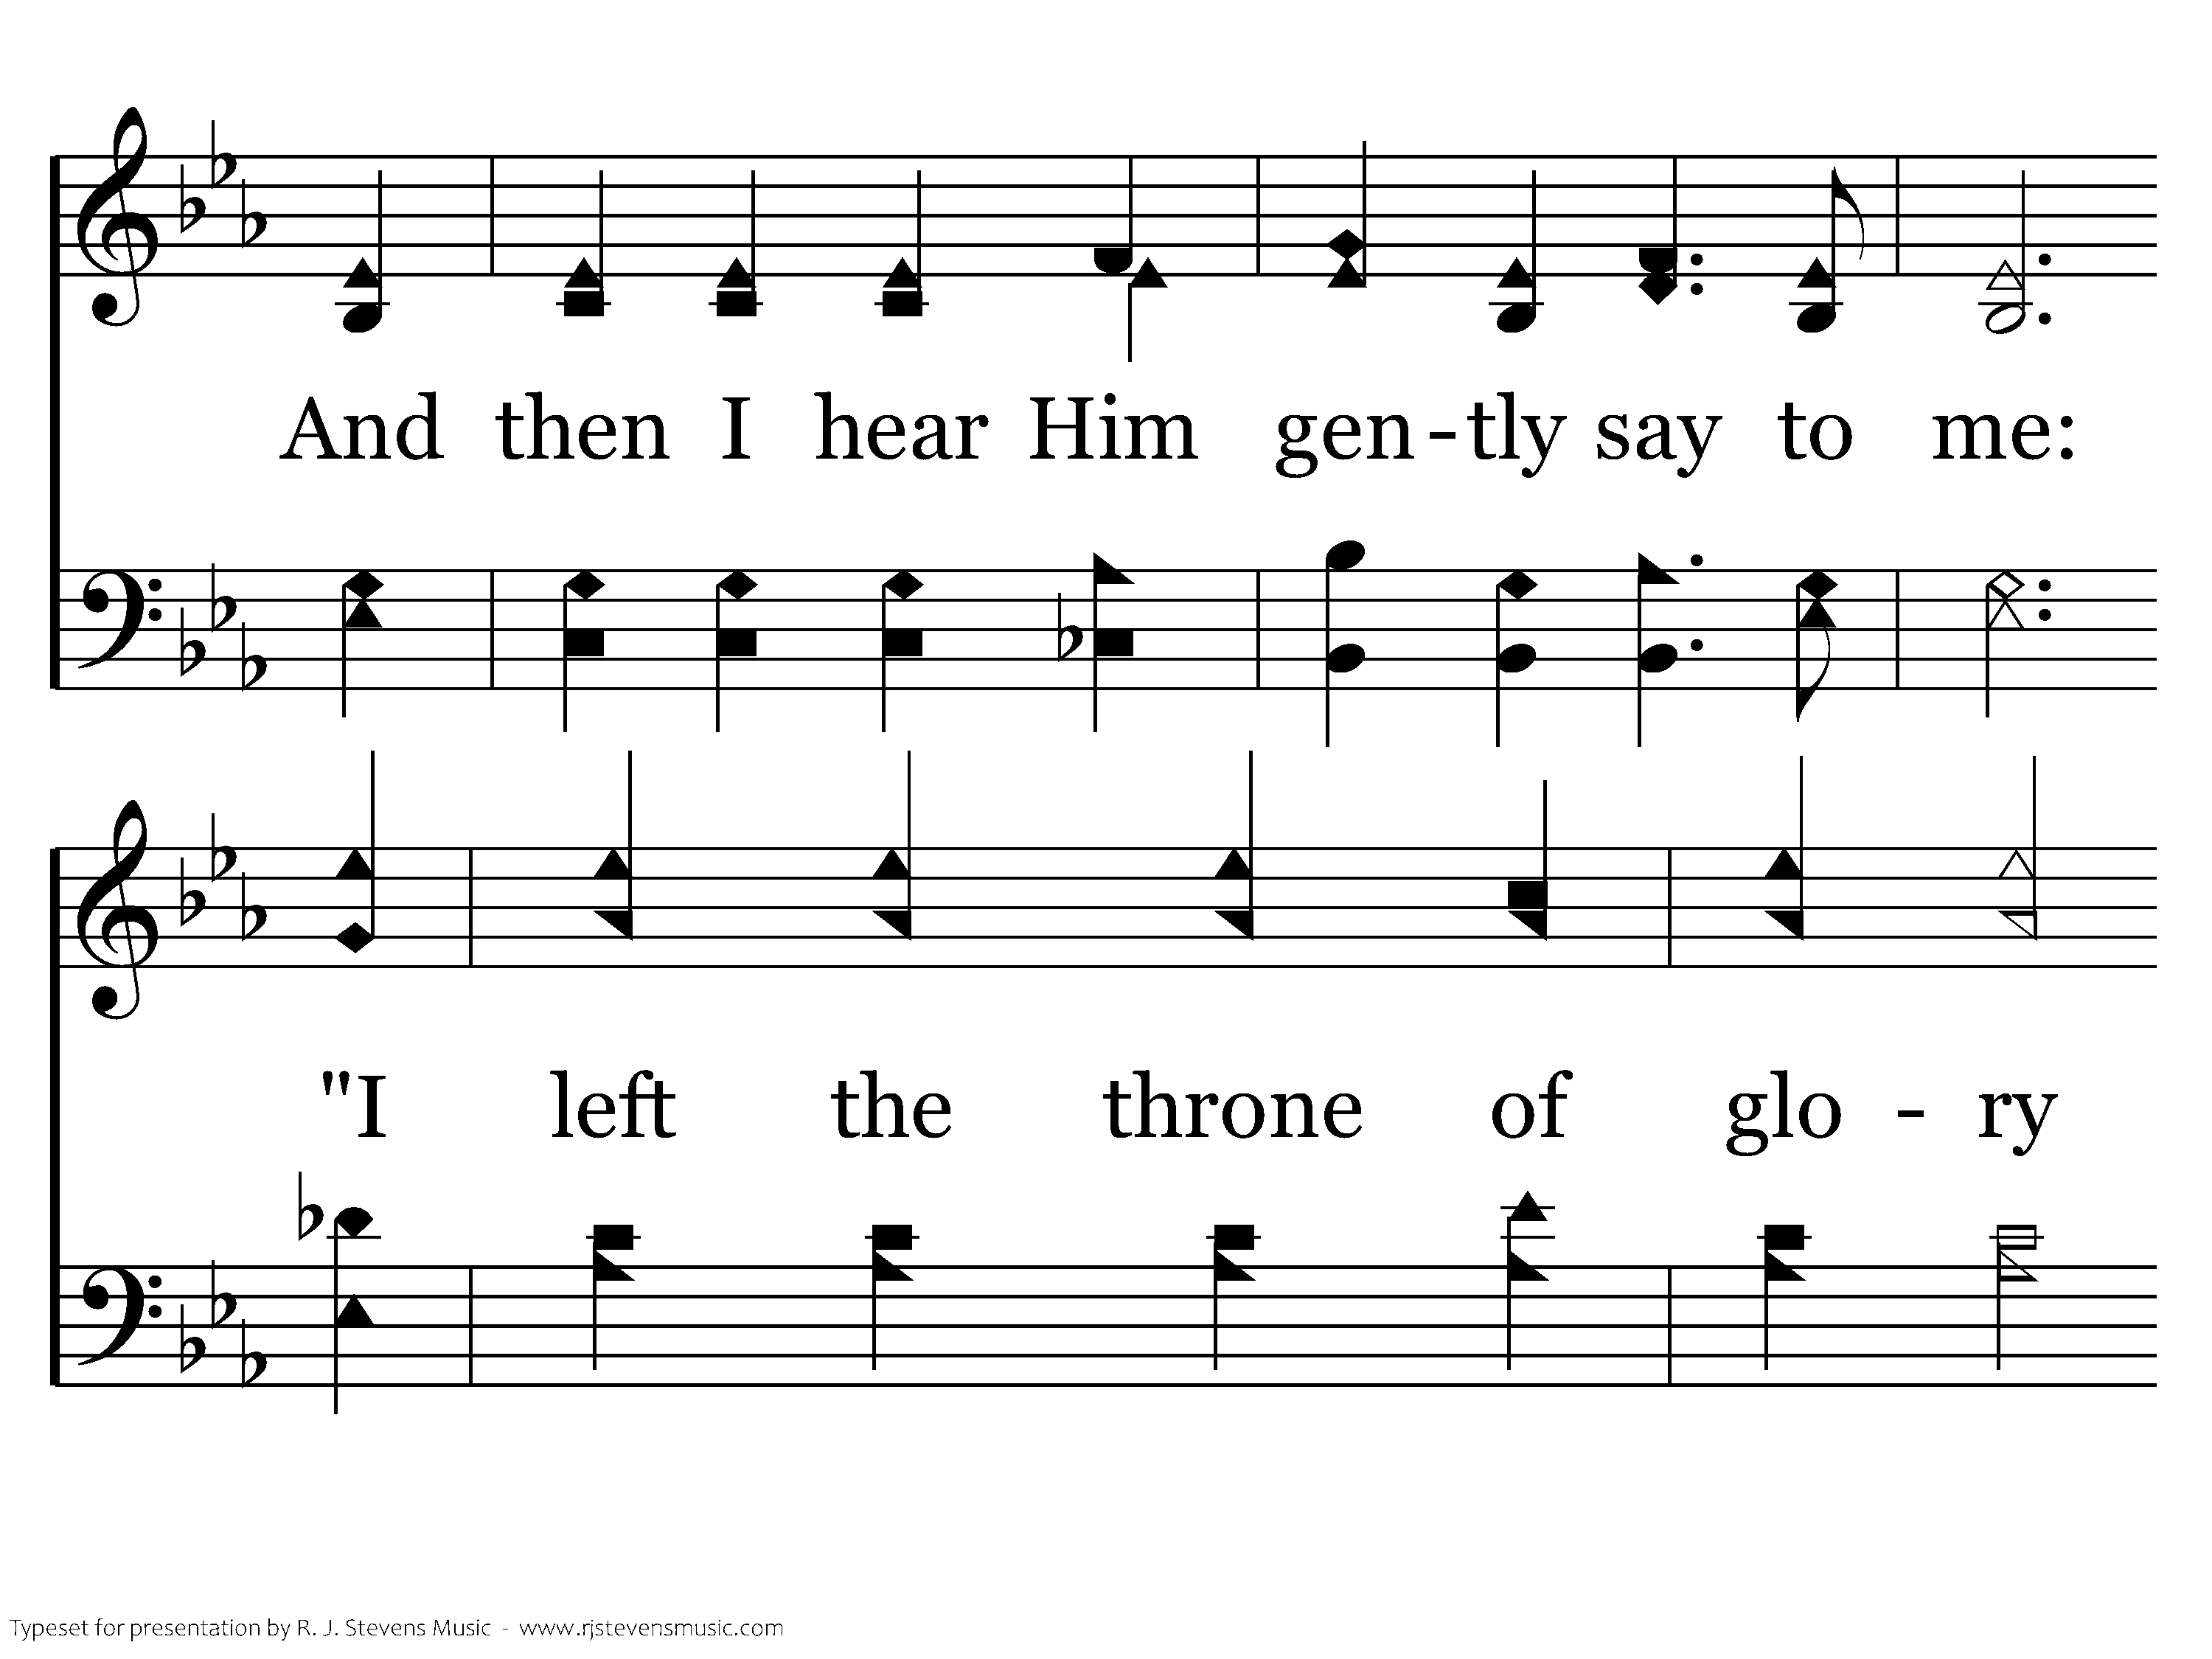 And then I hear Him gen-tly say to me:
"I left the throne of glo - ry
Typeset for presentation by R. J. Stevens Music - www.rjstevensmusic.com